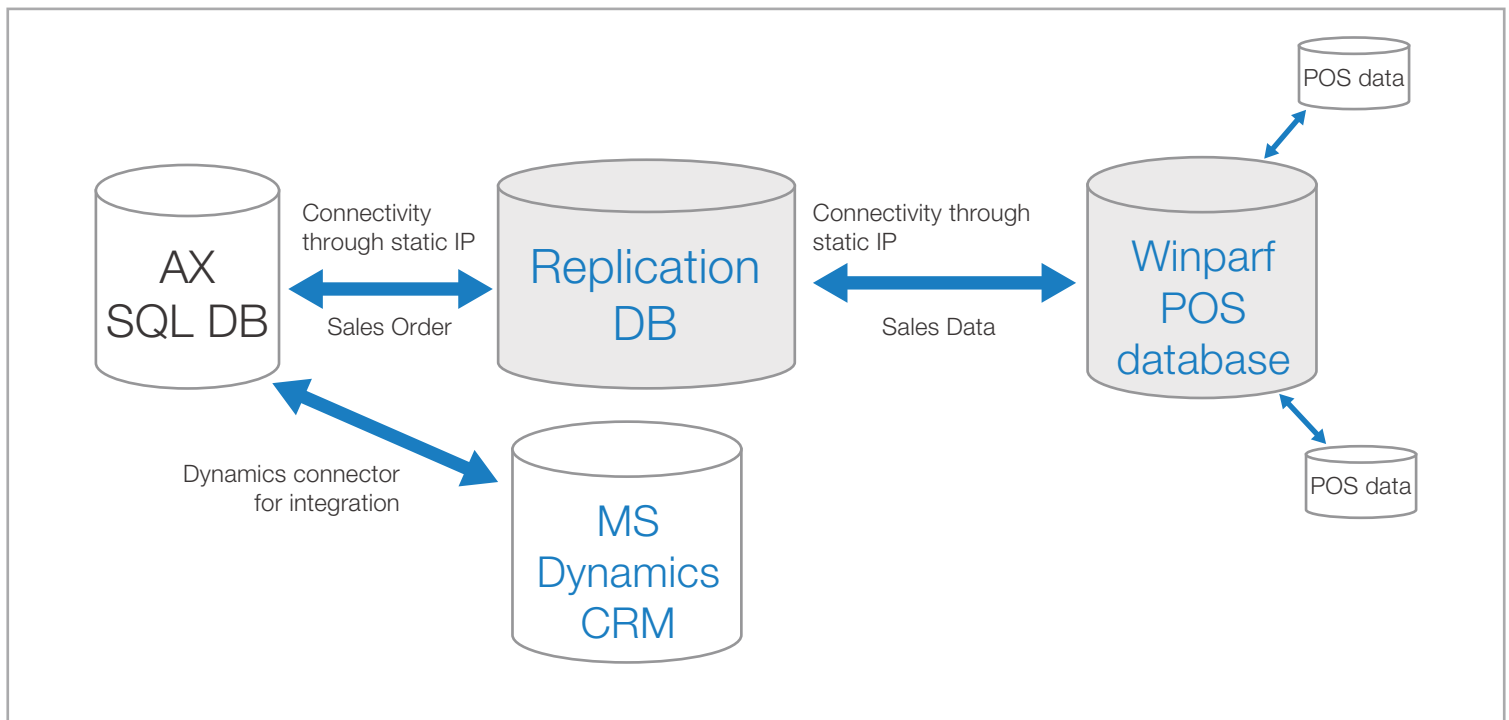 POS data
Connectivity
through static IP
AX
SQL DB
Sales Order
Replication
DB
Connectivity through
static IP
Sales Data
Winparf
POS
database
Dynamics connector
for integration
MS
Dynamics
CRM
POS data